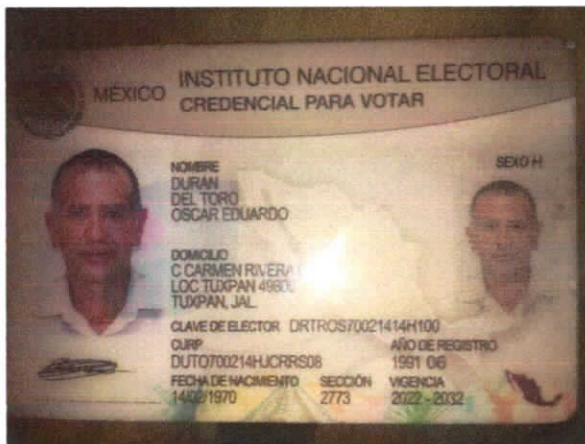 MÉXICO
INSTITUTO NACIONAL ELECTORAL
CREDENCIAL PARA VOTAR
NOMBRE
DURAN
DEL TORO
OSCAR EDUARDO
SEXO H
DOMICILIO
C CARMEN RIVERA
LOC TUXPAN
TUXPAN, JAL.
CLAVE DE ELECTOR DRTROS70021414H100
CURP
DUTO700214HJCRRS08
AÑO DE REGISTRO
1991 06
FECHA DE NACIMIENTO
14/02/1970
SECCIÓN
2773
VIGENCIA
2022 - 2032